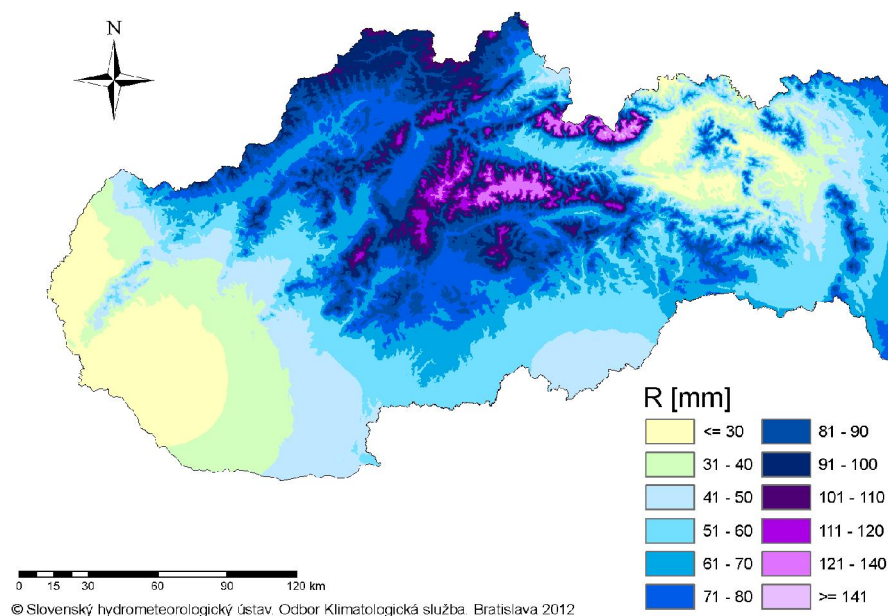 N
R [mm]
<= 30
31 - 40
41 - 50
51 - 60
61 - 70
71 - 80
81 - 90
91 - 100
101 - 110
111 - 120
121 - 140
>= 141
0 15 30 60 90 120 km
© Slovenský hydrometeorologický ústav. Odbor Klimatologická služba. Bratislava 2012